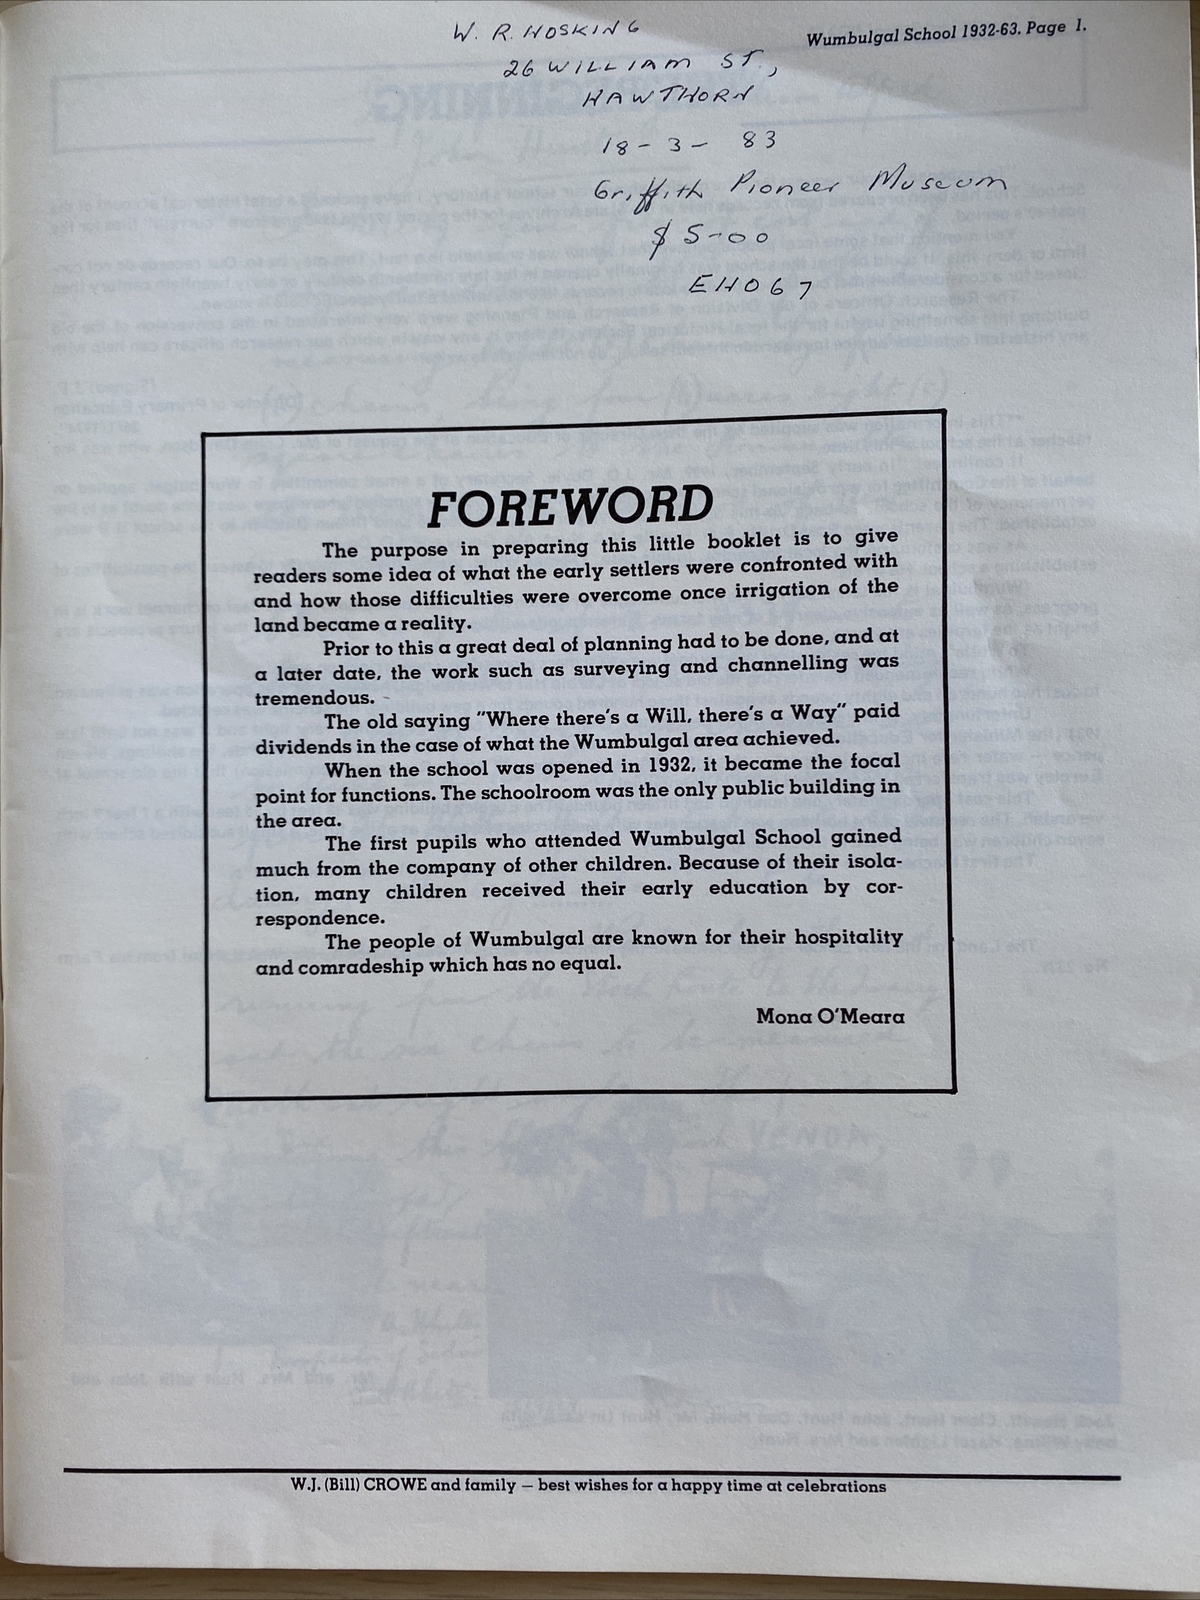 W. R. HOSKING
Wumbulgal School 1932-63. Page 1.
26 WILLIAM ST.,
HAWTHORN
18-3-83
Griffith Pioneer Museum
$5-00
EH067
FOREWORD
The purpose in preparing this little booklet is to give
readers some idea of what the early settlers were confronted with
and how those difficulties were overcome once irrigation of the
land became a reality.
Prior to this a great deal of planning had to be done, and at
a later date, the work such as surveying and channelling was
tremendous.
The old saying "Where there's a Will, there's a Way" paid
dividends in the case of what the Wumbulgal area achieved.
When the school was opened in 1932, it became the focal
point for functions. The schoolroom was the only public building in
the area.
The first pupils who attended Wumbulgal School gained
much from the company of other children. Because of their isola-
tion, many children received their early education by cor-
respondence.
The people of Wumbulgal are known for their hospitality
and comradeship which has no equal.
Mona O'Meara
W.J. (Bill) CROWE and family — best wishes for a happy time at celebrations